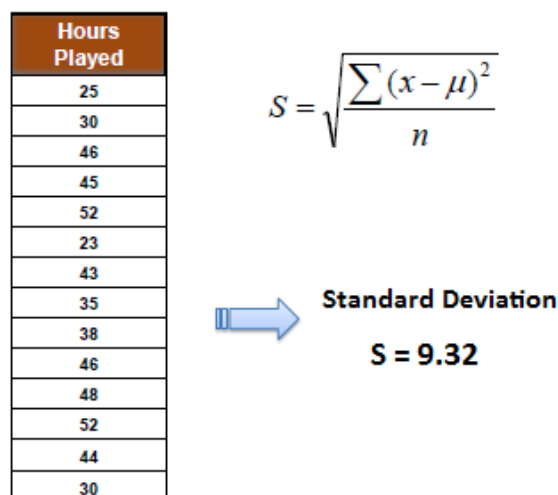 Hours
Played
25
30
46
45
52
23
43
35
38
46
48
52
44
30
S = √(∑(x − μ)² / n)
Standard Deviation
S = 9.32